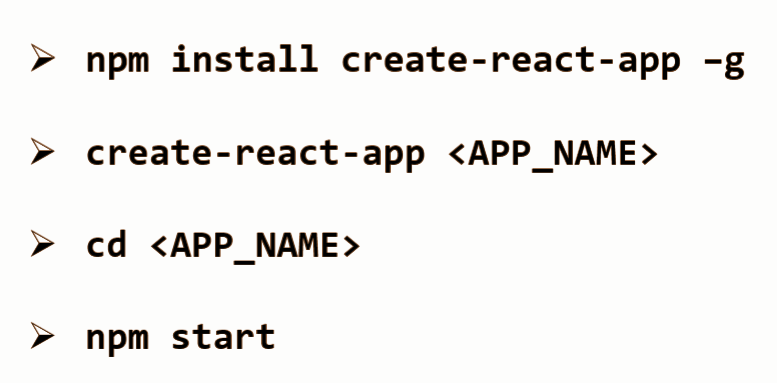 ➢ npm install create-react-app –g
➢ create-react-app <APP_NAME>
➢ cd <APP_NAME>
➢ npm start